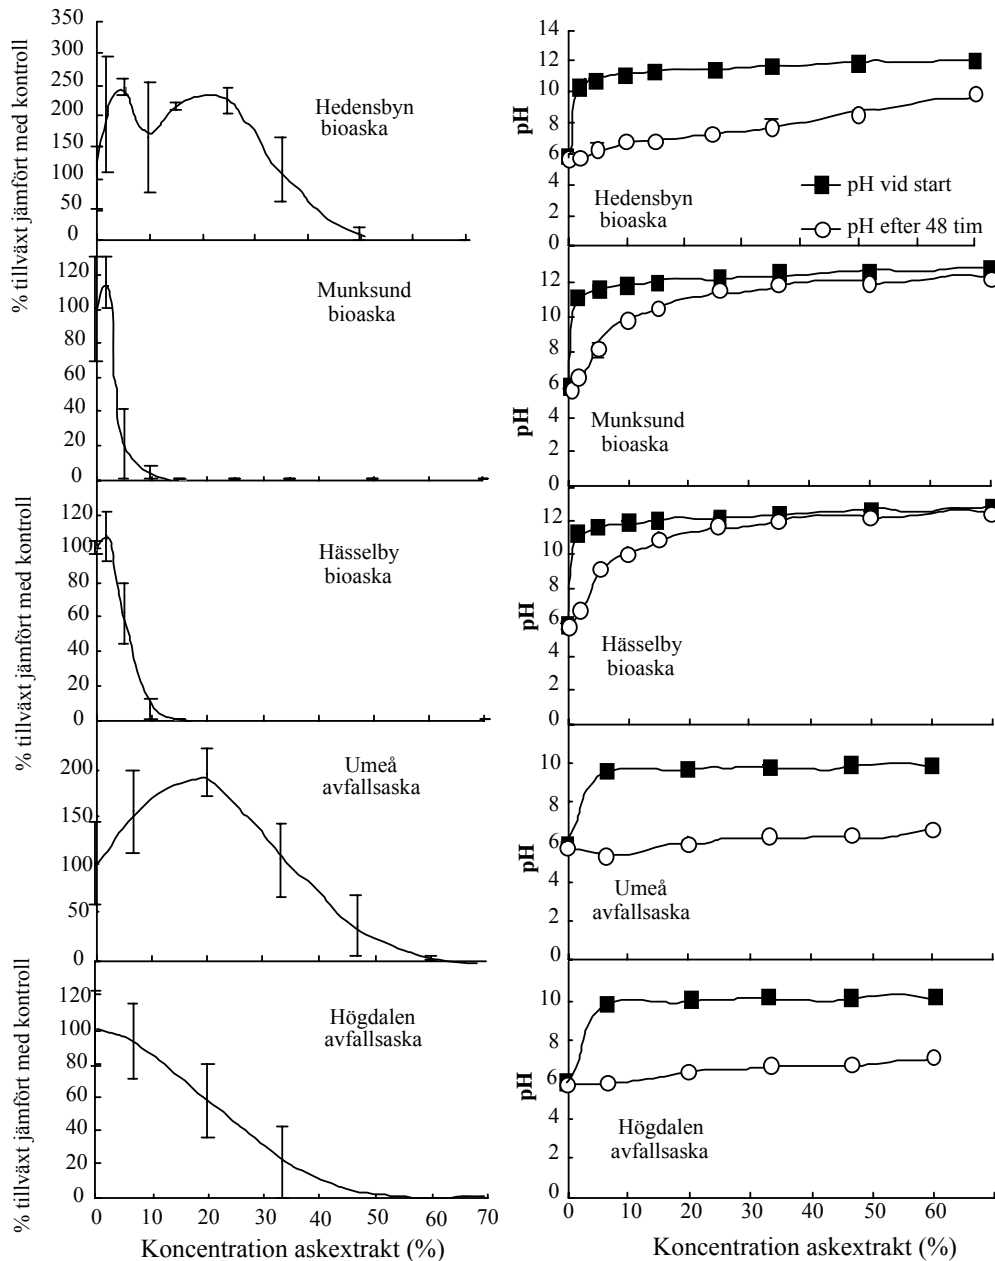 % tillväxt jämfört med kontroll
350
300
250
200
150
100
50
0
Hedensbyn
bioaska
pH
14
12
10
8
6
4
2
0
Hedensbyn
bioaska
pH vid start
pH efter 48 tim
120
100
80
60
40
20
0
Munksund
bioaska
pH
12
10
8
6
4
2
0
Munksund
bioaska
% tillväxt jämfört med kontroll
120
100
80
60
40
20
0
Hässelby
bioaska
pH
12
10
8
6
4
2
0
Hässelby
bioaska
200
150
100
50
0
Umeå
avfallsaska
pH
10
8
6
4
2
0
Umeå
avfallsaska
% tillväxt jämfört med kontroll
120
100
80
60
40
20
0
Högdalen
avfallsaska
0 10 20 30 40 50 60 70
Koncentration askextrakt (%)
pH
10
8
6
4
2
0
Högdalen
avfallsaska
0 10 20 30 40 50 60
Koncentration askextrakt (%)